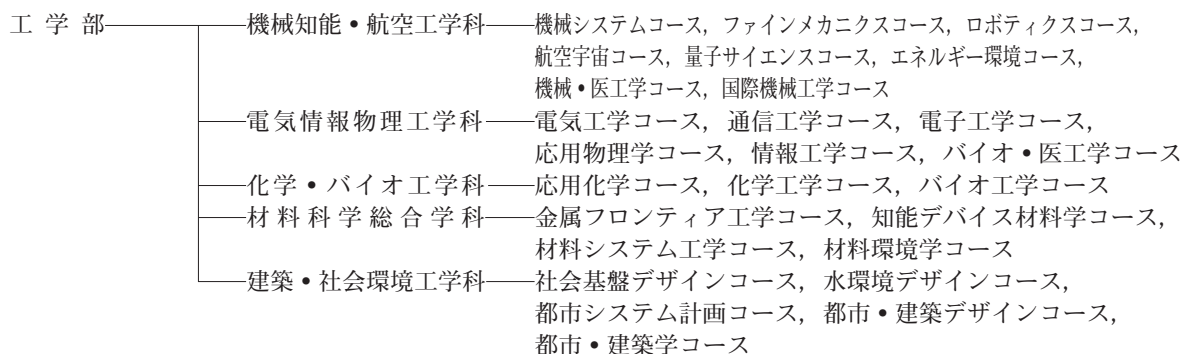 工学部 機械知能・航空工学科 機械システムコース，ファインメカニクスコース，ロボティクスコース，
航空宇宙コース，量子サイエンスコース，エネルギー環境コース，
機械・医工学コース，国際機械工学コース
電気情報物理工学科 電気工学コース，通信工学コース，電子工学コース，
応用物理学コース，情報工学コース，バイオ・医工学コース
化学・バイオ工学科 応用化学コース，化学工学コース，バイオ工学コース
材料科学総合学科 金属フロンティア工学コース，知能デバイス材料学コース，
材料システム工学コース，材料環境学コース
建築・社会環境工学科 社会基盤デザインコース，水環境デザインコース，
都市システム計画コース，都市・建築デザインコース，
都市・建築学コース